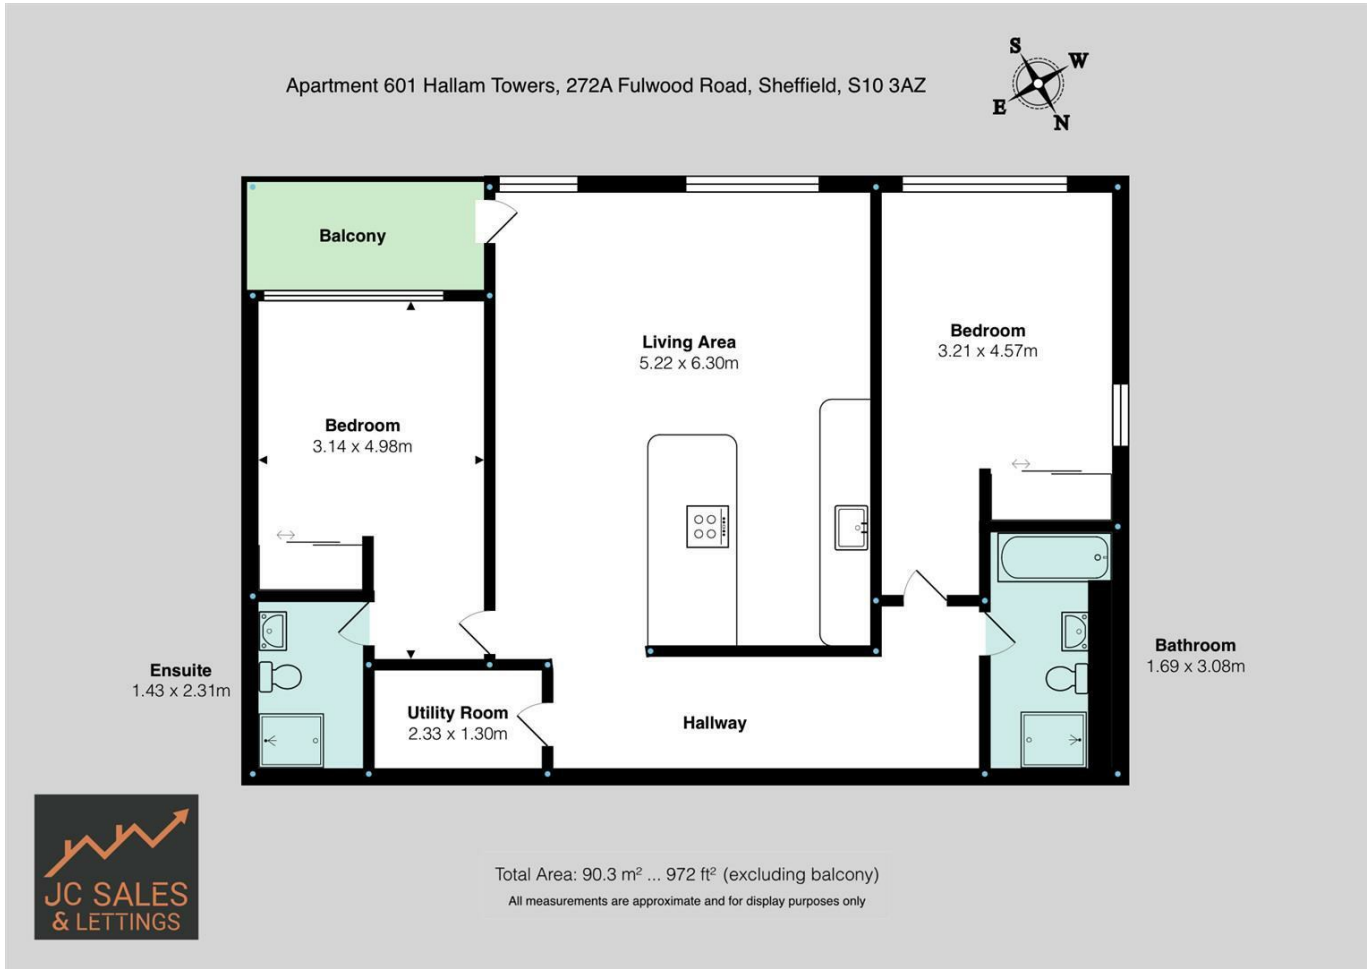 Apartment 601 Hallam Towers, 272A Fulwood Road, Sheffield, S10 3AZ
S
W
E
N
Balcony
Living Area
5.22 x 6.30m
Bedroom
3.21 x 4.57m
Bedroom
3.14 x 4.98m
Ensuite
1.43 x 2.31m
Utility Room
2.33 x 1.30m
Hallway
Bathroom
1.69 x 3.08m
JC SALES
& LETTINGS
Total Area: 90.3 m² ... 972 ft² (excluding balcony)
All measurements are approximate and for display purposes only